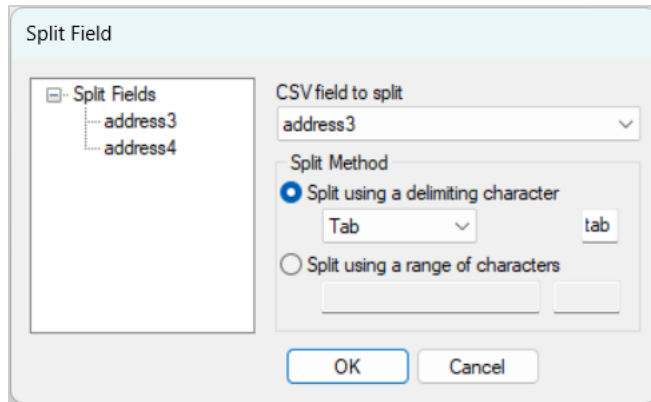 Split Field
Split Fields
address3
address4
CSV field to split
address3
Split Method
Split using a delimiting character
Tab
tab
Split using a range of characters
OK
Cancel